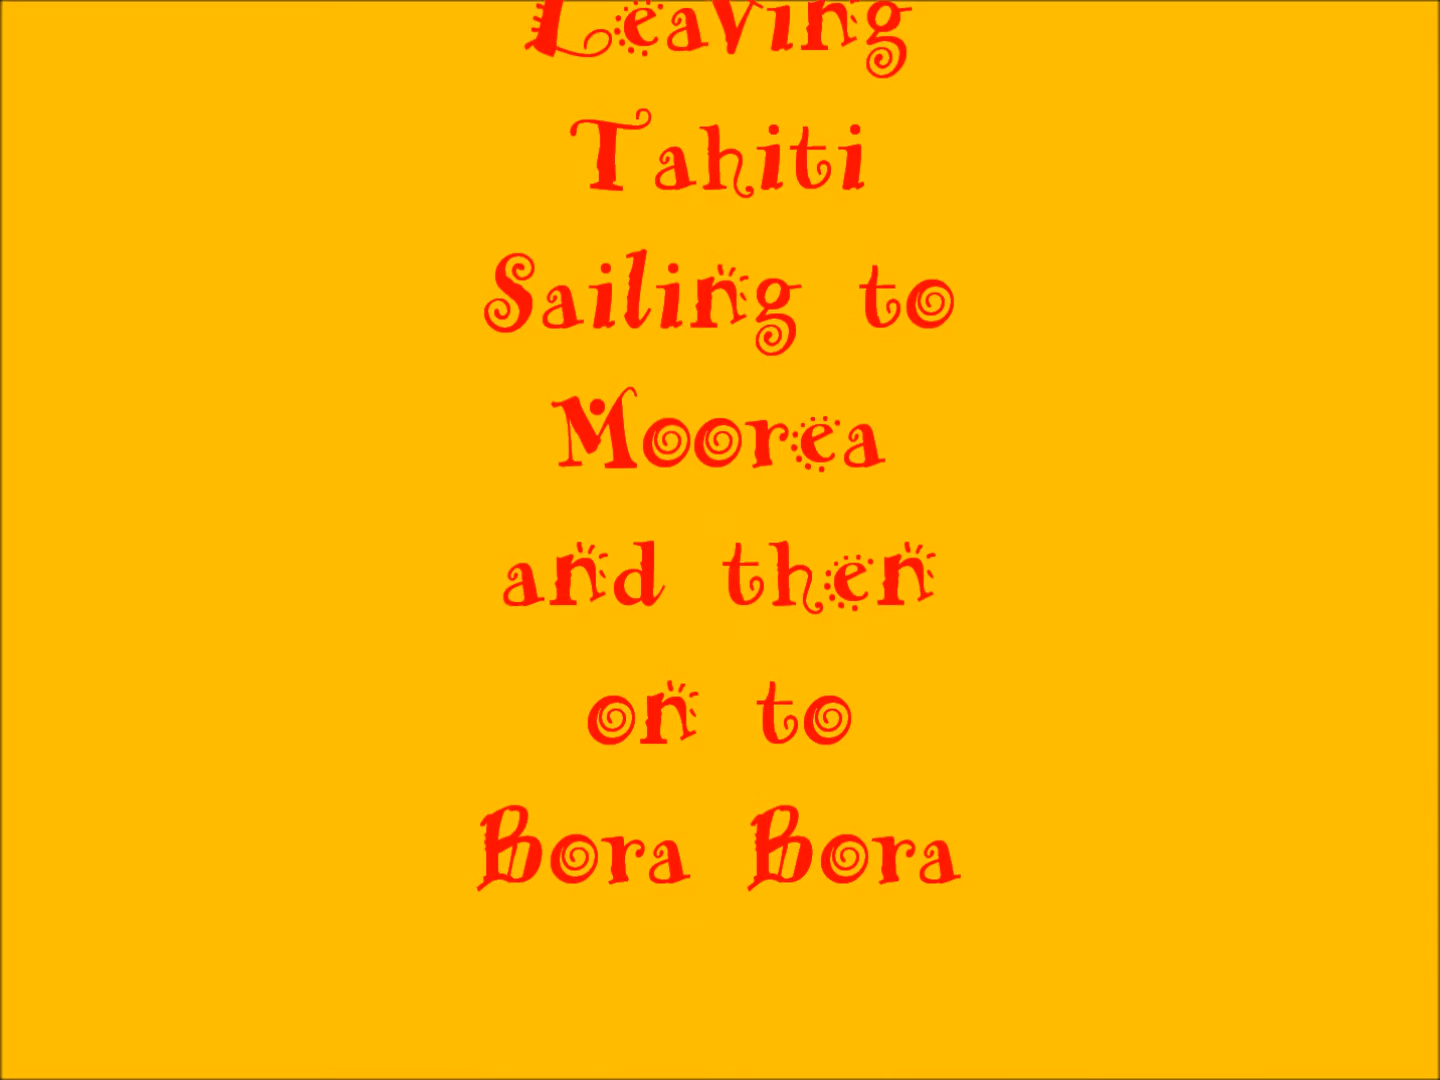 Leaving
Tahiti
Sailing to
Moorea
and then
on to
Bora Bora